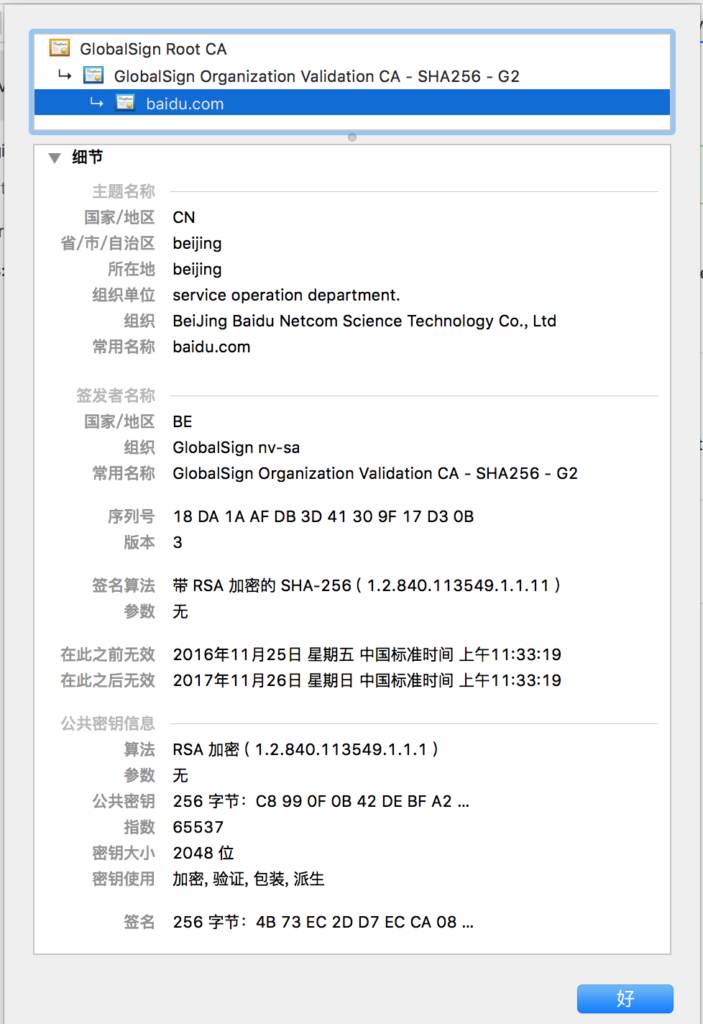 GlobalSign Root CA
GlobalSign Organization Validation CA - SHA256 - G2
baidu.com
细节
主题名称
国家/地区 CN
省/市/自治区 beijing
所在地 beijing
组织单位 service operation department.
组织 BeiJing Baidu Netcom Science Technology Co., Ltd
常用名称 baidu.com
签发者名称
国家/地区 BE
组织 GlobalSign nv-sa
常用名称 GlobalSign Organization Validation CA - SHA256 - G2
序列号 18 DA 1A AF DB 3D 41 30 9F 17 D3 0B
版本 3
签名算法 带 RSA 加密的 SHA-256 ( 1.2.840.113549.1.1.11 )
参数 无
在此之前无效 2016年11月25日 星期五 中国标准时间 上午11:33:19
在此之后无效 2017年11月26日 星期日 中国标准时间 上午11:33:19
公共密钥信息
算法 RSA 加密 ( 1.2.840.113549.1.1.1 )
参数 无
公共密钥 256 字节：C8 99 0F 0B 42 DE BF A2 ...
指数 65537
密钥大小 2048 位
密钥使用 加密, 验证, 包装, 派生
签名 256 字节：4B 73 EC 2D D7 EC CA 08 ...
好